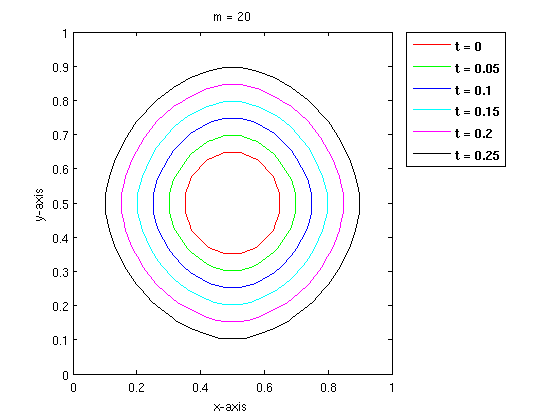 m = 20
t = 0
t = 0.05
t = 0.1
t = 0.15
t = 0.2
t = 0.25
1
0.9
0.8
0.7
0.6
0.5
0.4
0.3
0.2
0.1
0
y-axis
0 0.2 0.4 0.6 0.8 1
x-axis